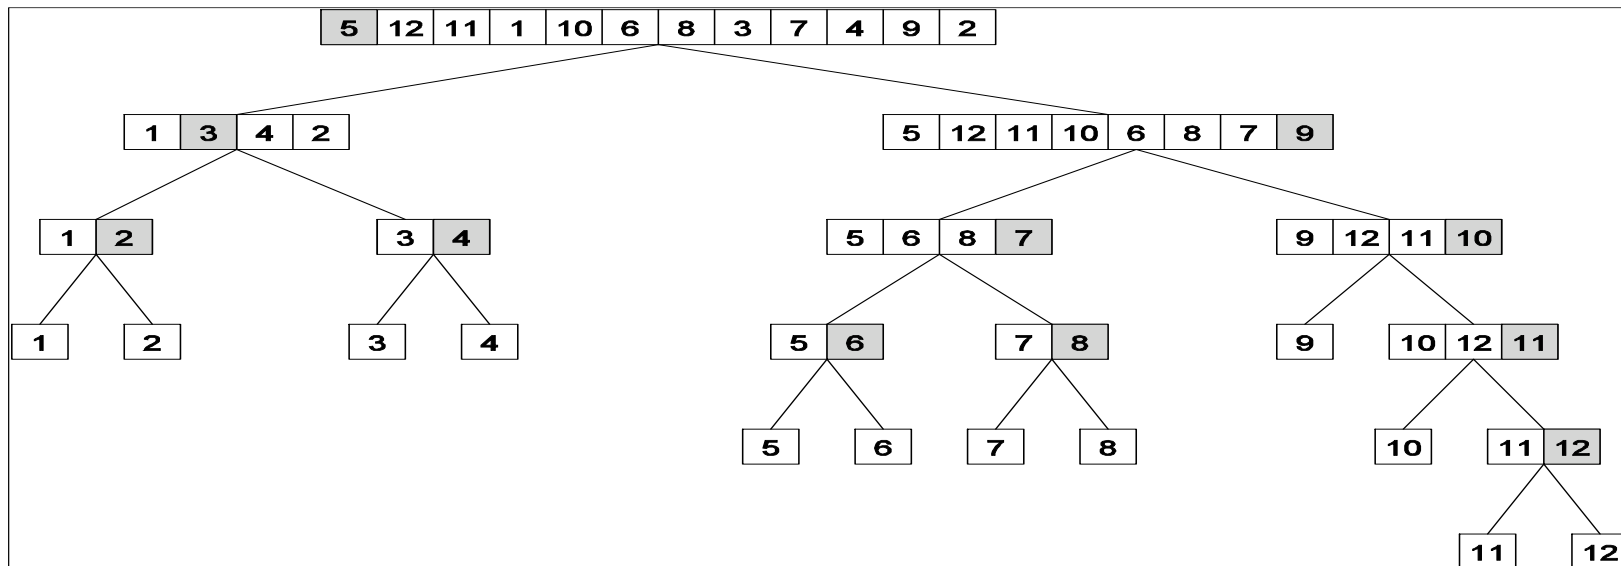 5 12 11 1 10 6 8 3 7 4 9 2
1 3 4 2 5 12 11 10 6 8 7 9
1 2 3 4 5 6 8 7 9 12 11 10
1 2 3 4 5 6 7 8 9 10 12 11
5 6 7 8 10 11 12
11 12